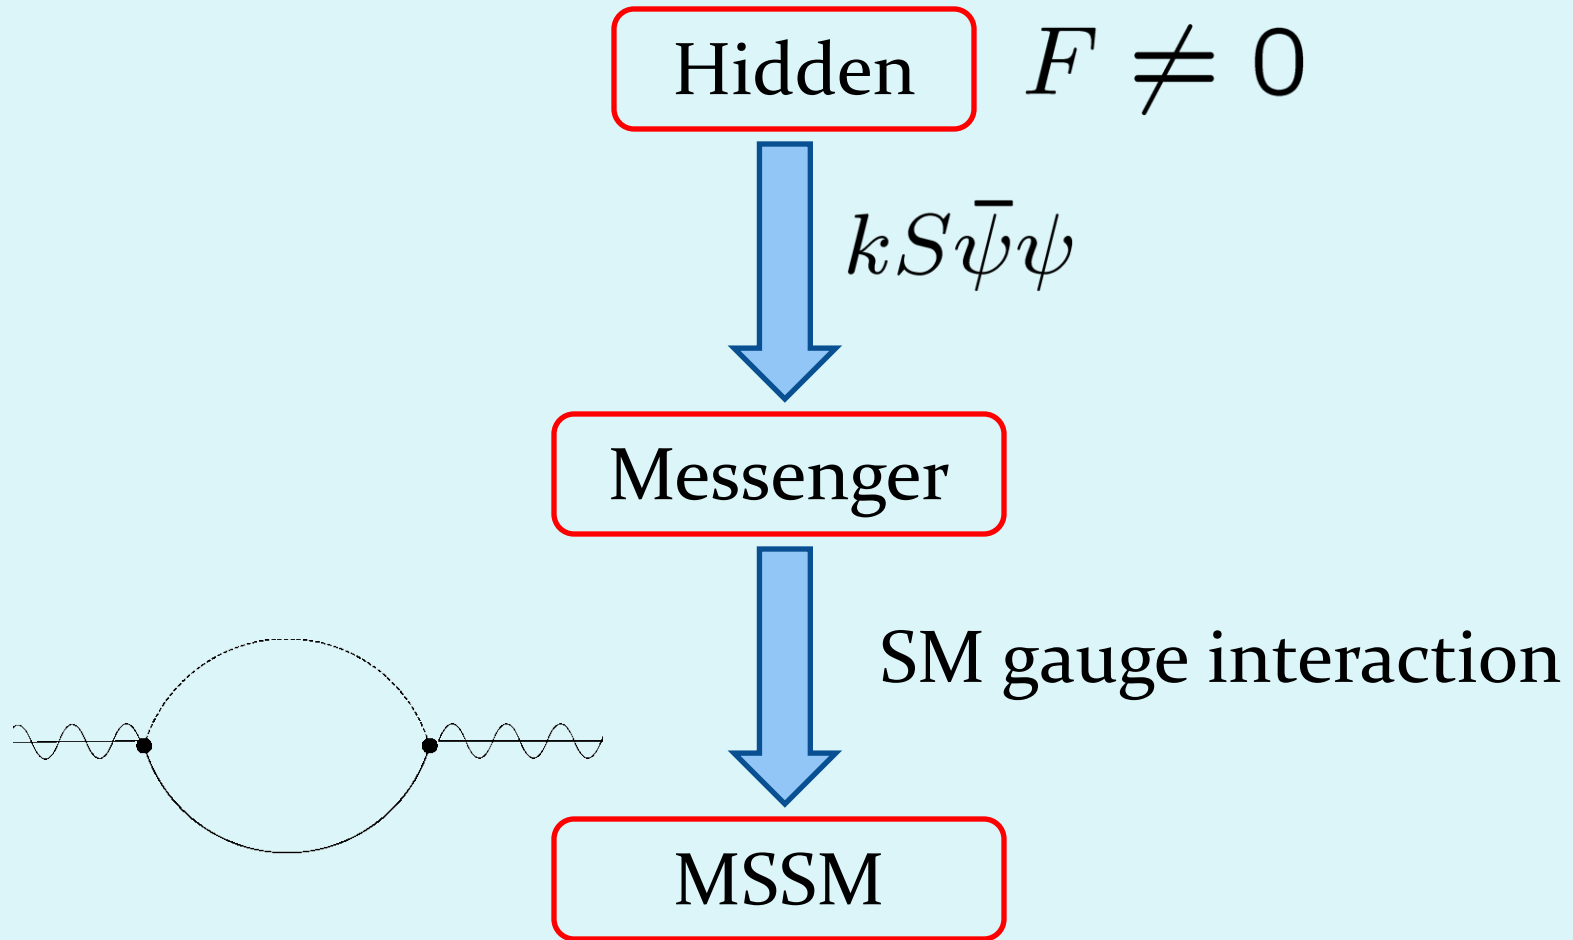 Hidden
F ≠ 0
kSψ̄ψ
Messenger
SM gauge interaction
MSSM